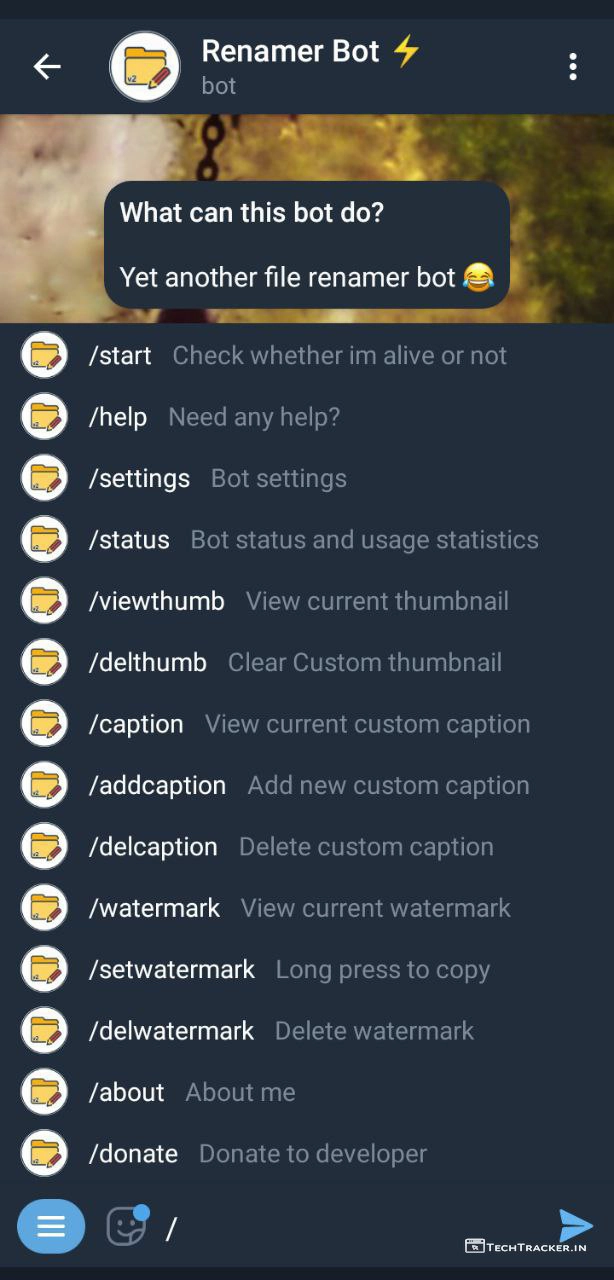 Renamer Bot ⚡
bot
What can this bot do?
Yet another file renamer bot 😂
/start Check whether im alive or not
/help Need any help?
/settings Bot settings
/status Bot status and usage statistics
/viewthumb View current thumbnail
/delthumb Clear Custom thumbnail
/caption View current custom caption
/addcaption Add new custom caption
/delcaption Delete custom caption
/watermark View current watermark
/setwatermark Long press to copy
/delwatermark Delete watermark
/about About me
/donate Donate to developer
/
TECHTRACKER.IN